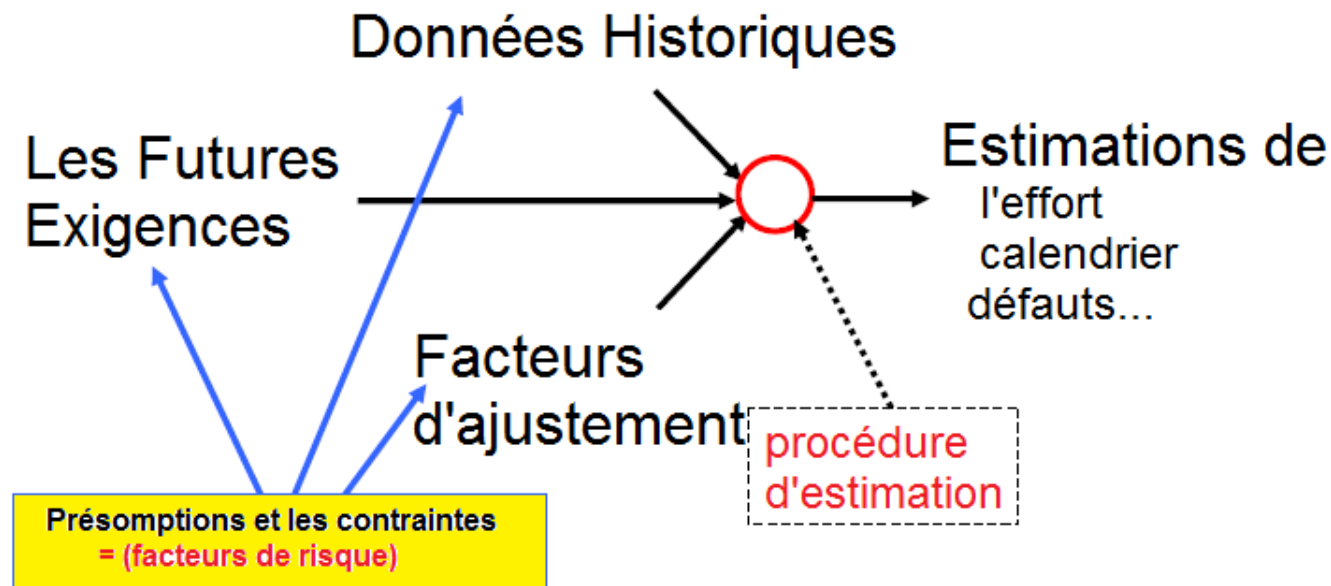 Données Historiques
Les Futures
Exigences
Estimations de
l'effort
calendrier
défauts...
Facteurs
d'ajustement
procédure
d'estimation
Présomptions et les contraintes
= (facteurs de risque)